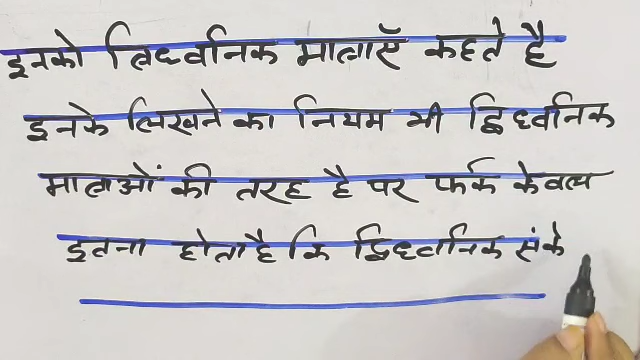 इनको त्रिध्वनिक मात्राएँ कहते है
इनके लिखने का नियम भी द्विध्वनिक
मात्राओं की तरह है पर फर्क केवल
इतना होता है कि द्विध्वनिक संके